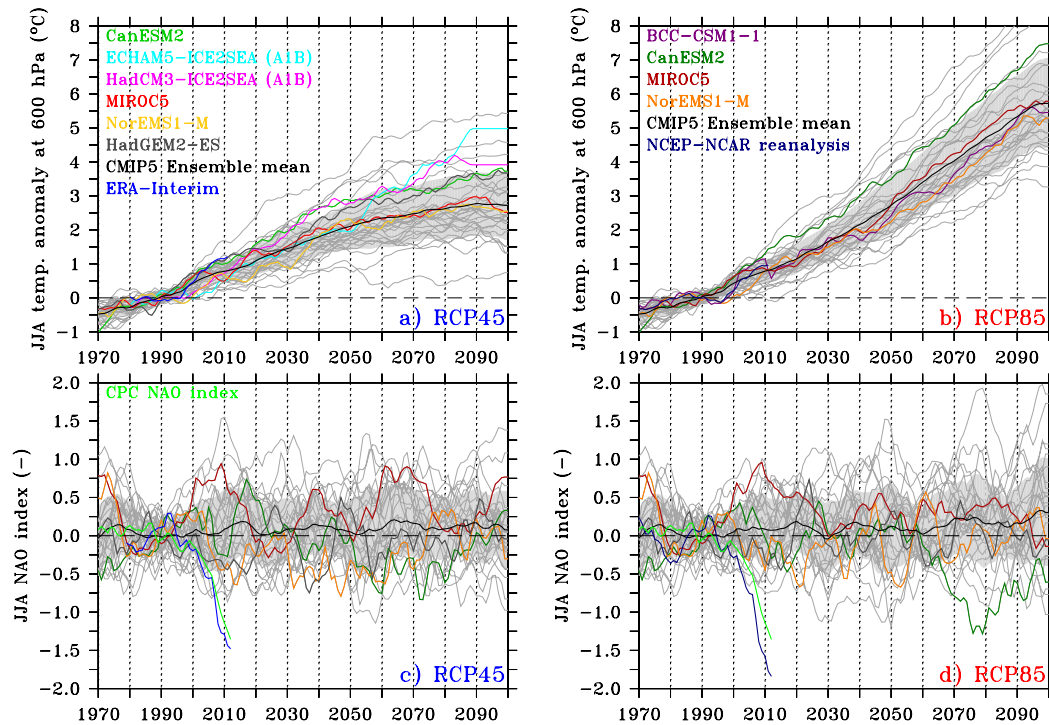 JJA temp. anomaly at 600 hPa (°C)
8
7
6
5
4
3
2
1
0
−1
CanESM2
ECHAM5−ICE2SEA (A1B)
HadCM3−ICE2SEA (A1B)
MIROC5
NorEMS1−M
HadGEM2−ES
CMIP5 Ensemble mean
ERA−Interim
a) RCP45
1970 1990 2010 2030 2050 2070 2090
JJA temp. anomaly at 600 hPa (°C)
8
7
6
5
4
3
2
1
0
−1
BCC−CSM1−1
CanESM2
MIROC5
NorEMS1−M
CMIP5 Ensemble mean
NCEP−NCAR reanalysis
b) RCP85
1970 1990 2010 2030 2050 2070 2090
JJA NAO index (−)
2.0
1.5
1.0
0.5
0.0
−0.5
−1.0
−1.5
−2.0
CPC NAO index
c) RCP45
1970 1990 2010 2030 2050 2070 2090
JJA NAO index (−)
2.0
1.5
1.0
0.5
0.0
−0.5
−1.0
−1.5
−2.0
d) RCP85
1970 1990 2010 2030 2050 2070 2090